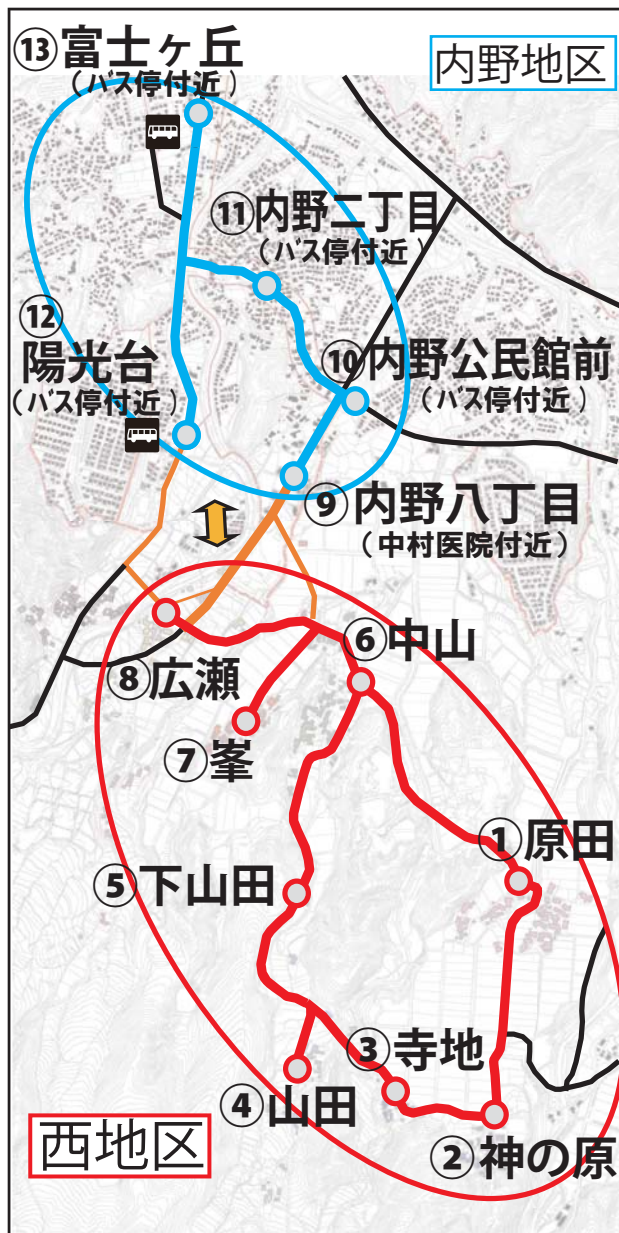 ⑬富士ヶ丘
(バス停付近)
内野地区
⑪内野二丁目
(バス停付近)
⑫
陽光台
(バス停付近)
⑩内野公民館前
(バス停付近)
⑨内野八丁目
(中村医院付近)
⑥中山
⑧広瀬
⑦峯
①原田
⑤下山田
③寺地
④山田
②神の原
西地区